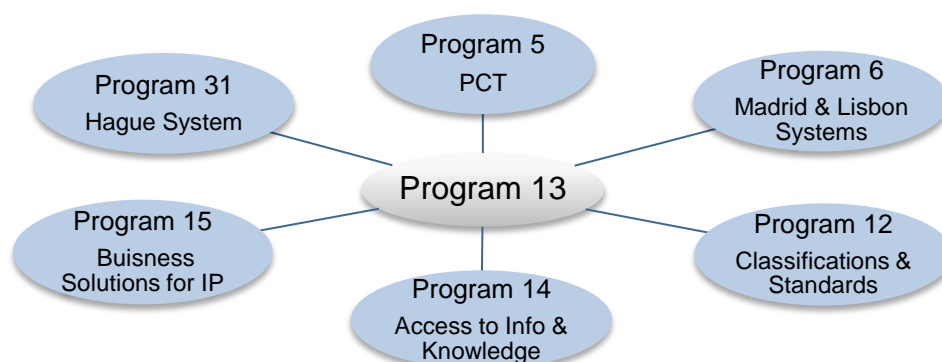 Program 5
PCT
Program 31
Hague System
Program 6
Madrid & Lisbon
Systems
Program 13
Program 15
Buisness
Solutions for IP
Program 12
Classifications &
Standards
Program 14
Access to Info &
Knowledge